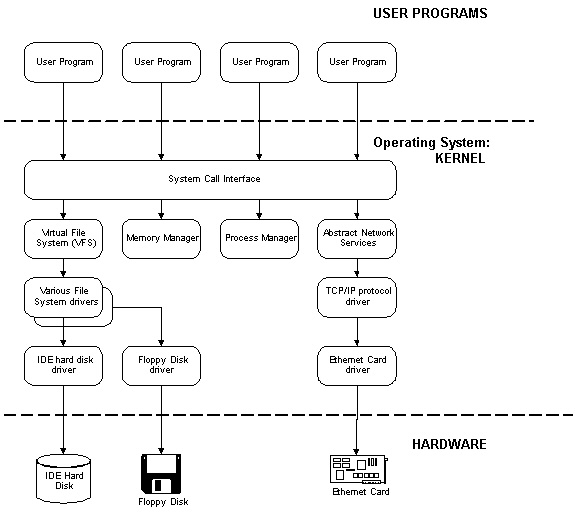 USER PROGRAMS
User Program
User Program
User Program
User Program
Operating System:
KERNEL
System Call Interface
Virtual File
System (VFS)
Memory Manager
Process Manager
Abstract Network
Services
Various File
System drivers
TCP/IP protocol
driver
IDE hard disk
driver
Floppy Disk
driver
Ethernet Card
driver
HARDWARE
IDE Hard
Disk
Floppy Disk
Ethernet Card